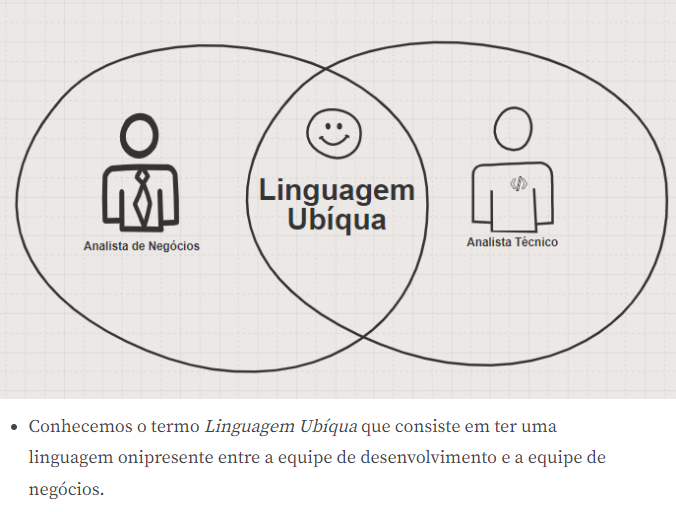 Linguagem
Ubíqua
Analista de Negócios
Analista Técnico
</>
Conhecemos o termo Linguagem Ubíqua que consiste em ter uma
linguagem onipresente entre a equipe de desenvolvimento e a equipe de
negócios.